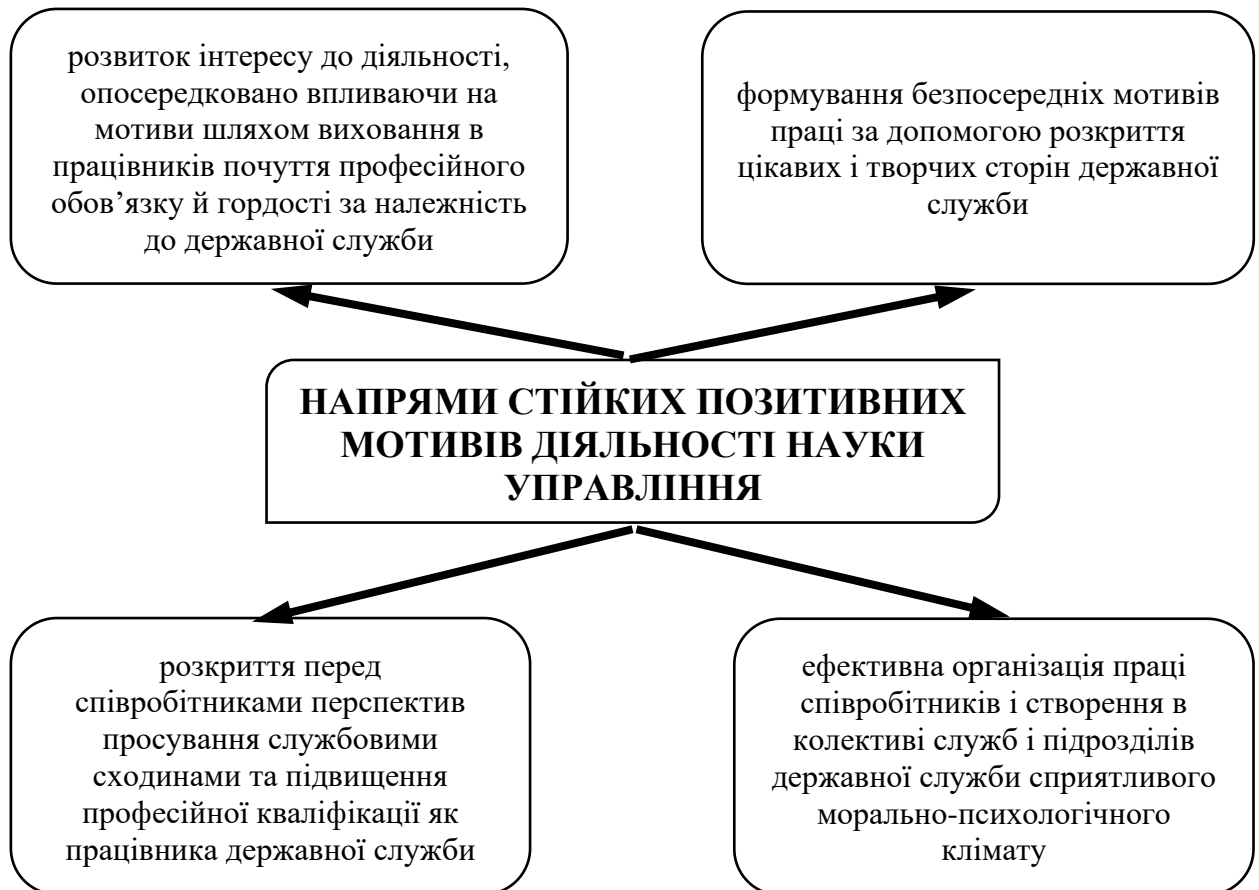 розвиток інтересу до діяльності,
опосередковано впливаючи на
мотиви шляхом виховання в
працівників почуття професійного
обов’язку й гордості за належність
до державної служби
формування безпосередніх мотивів
праці за допомогою розкриття
цікавих і творчих сторін державної
служби
НАПРЯМИ СТІЙКИХ ПОЗИТИВНИХ
МОТИВІВ ДІЯЛЬНОСТІ НАУКИ
УПРАВЛІННЯ
розкриття перед
співробітниками перспектив
просування службовими
сходинами та підвищення
професійної кваліфікації як
працівника державної служби
ефективна організація праці
співробітників і створення в
колективі служб і підрозділів
державної служби сприятливого
морально-психологічного
клімату